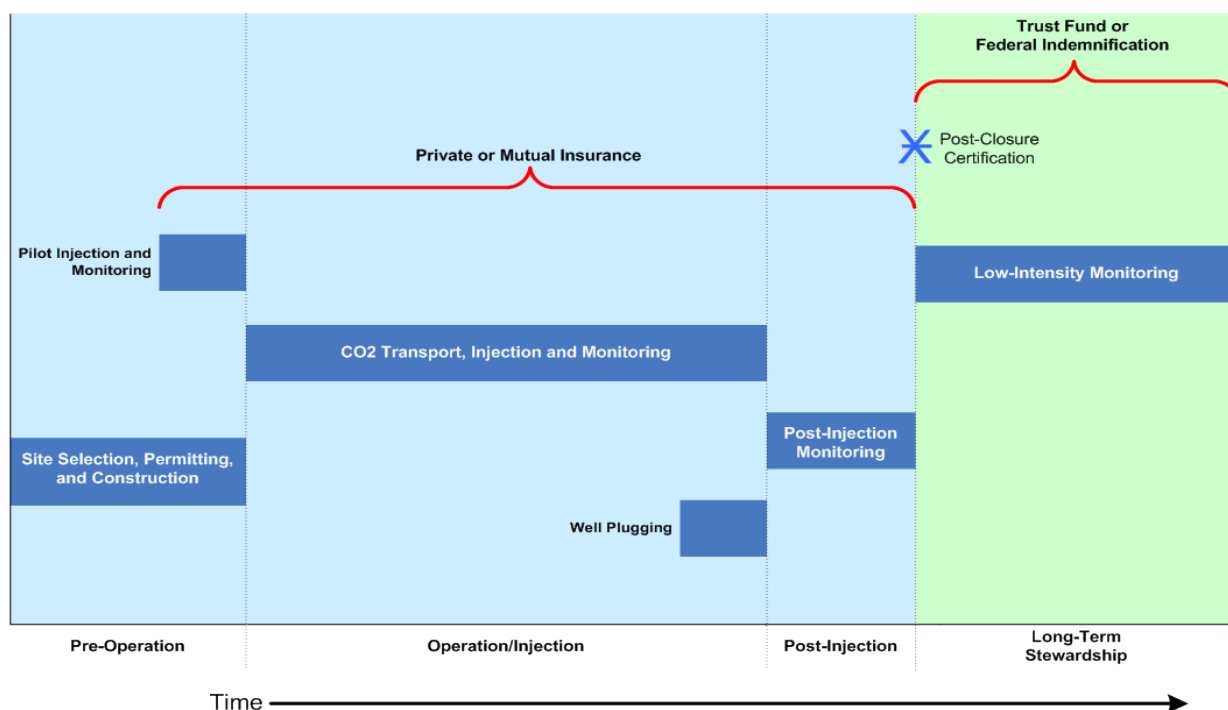 Trust Fund or
Federal Indemnification
Post-Closure
Certification
Private or Mutual Insurance
Pilot Injection and
Monitoring
Low-Intensity Monitoring
CO2 Transport, Injection and Monitoring
Site Selection, Permitting,
and Construction
Post-Injection
Monitoring
Well Plugging
Pre-Operation
Operation/Injection
Post-Injection
Long-Term
Stewardship
Time